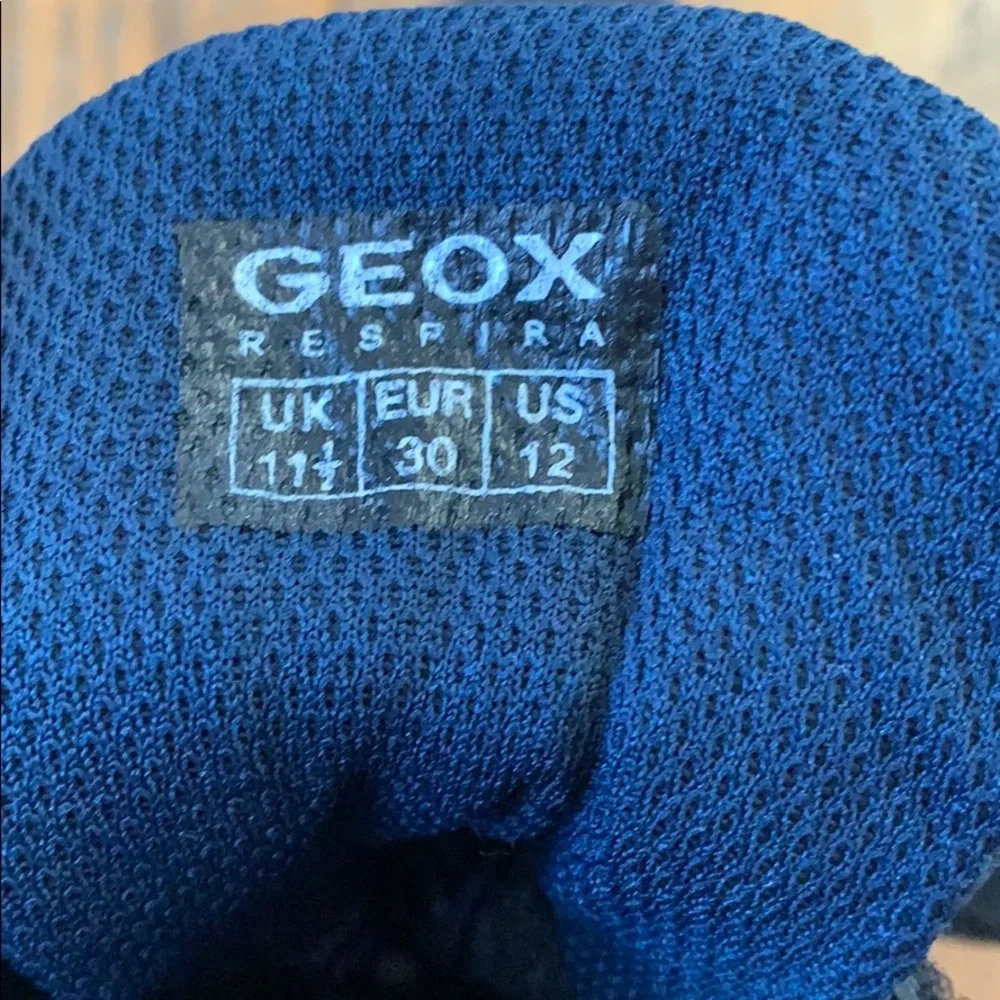 GEOX
RESPIRA
UK EUR US
11½ 30 12